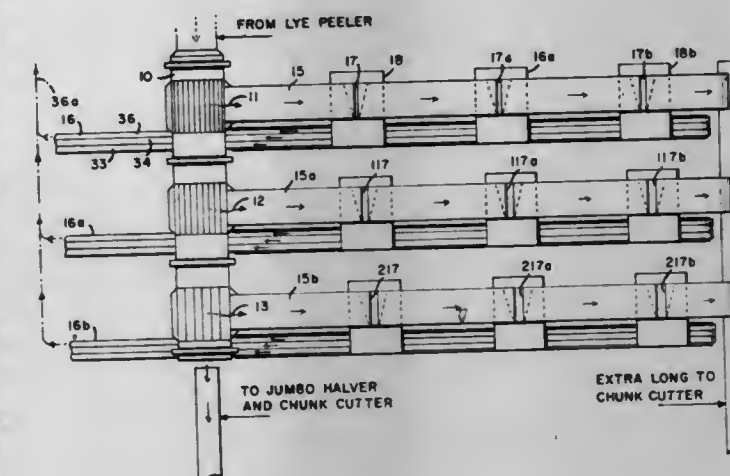 FROM LYE PEELER
10
15
17
18
17a
16a
17b
18b
36a
16
36
11
33
34
15a
117
117a
117b
12
16a
15b
217
217a
217b
13
16b
TO JUMBO HALVER
AND CHUNK CUTTER
EXTRA LONG TO
CHUNK CUTTER